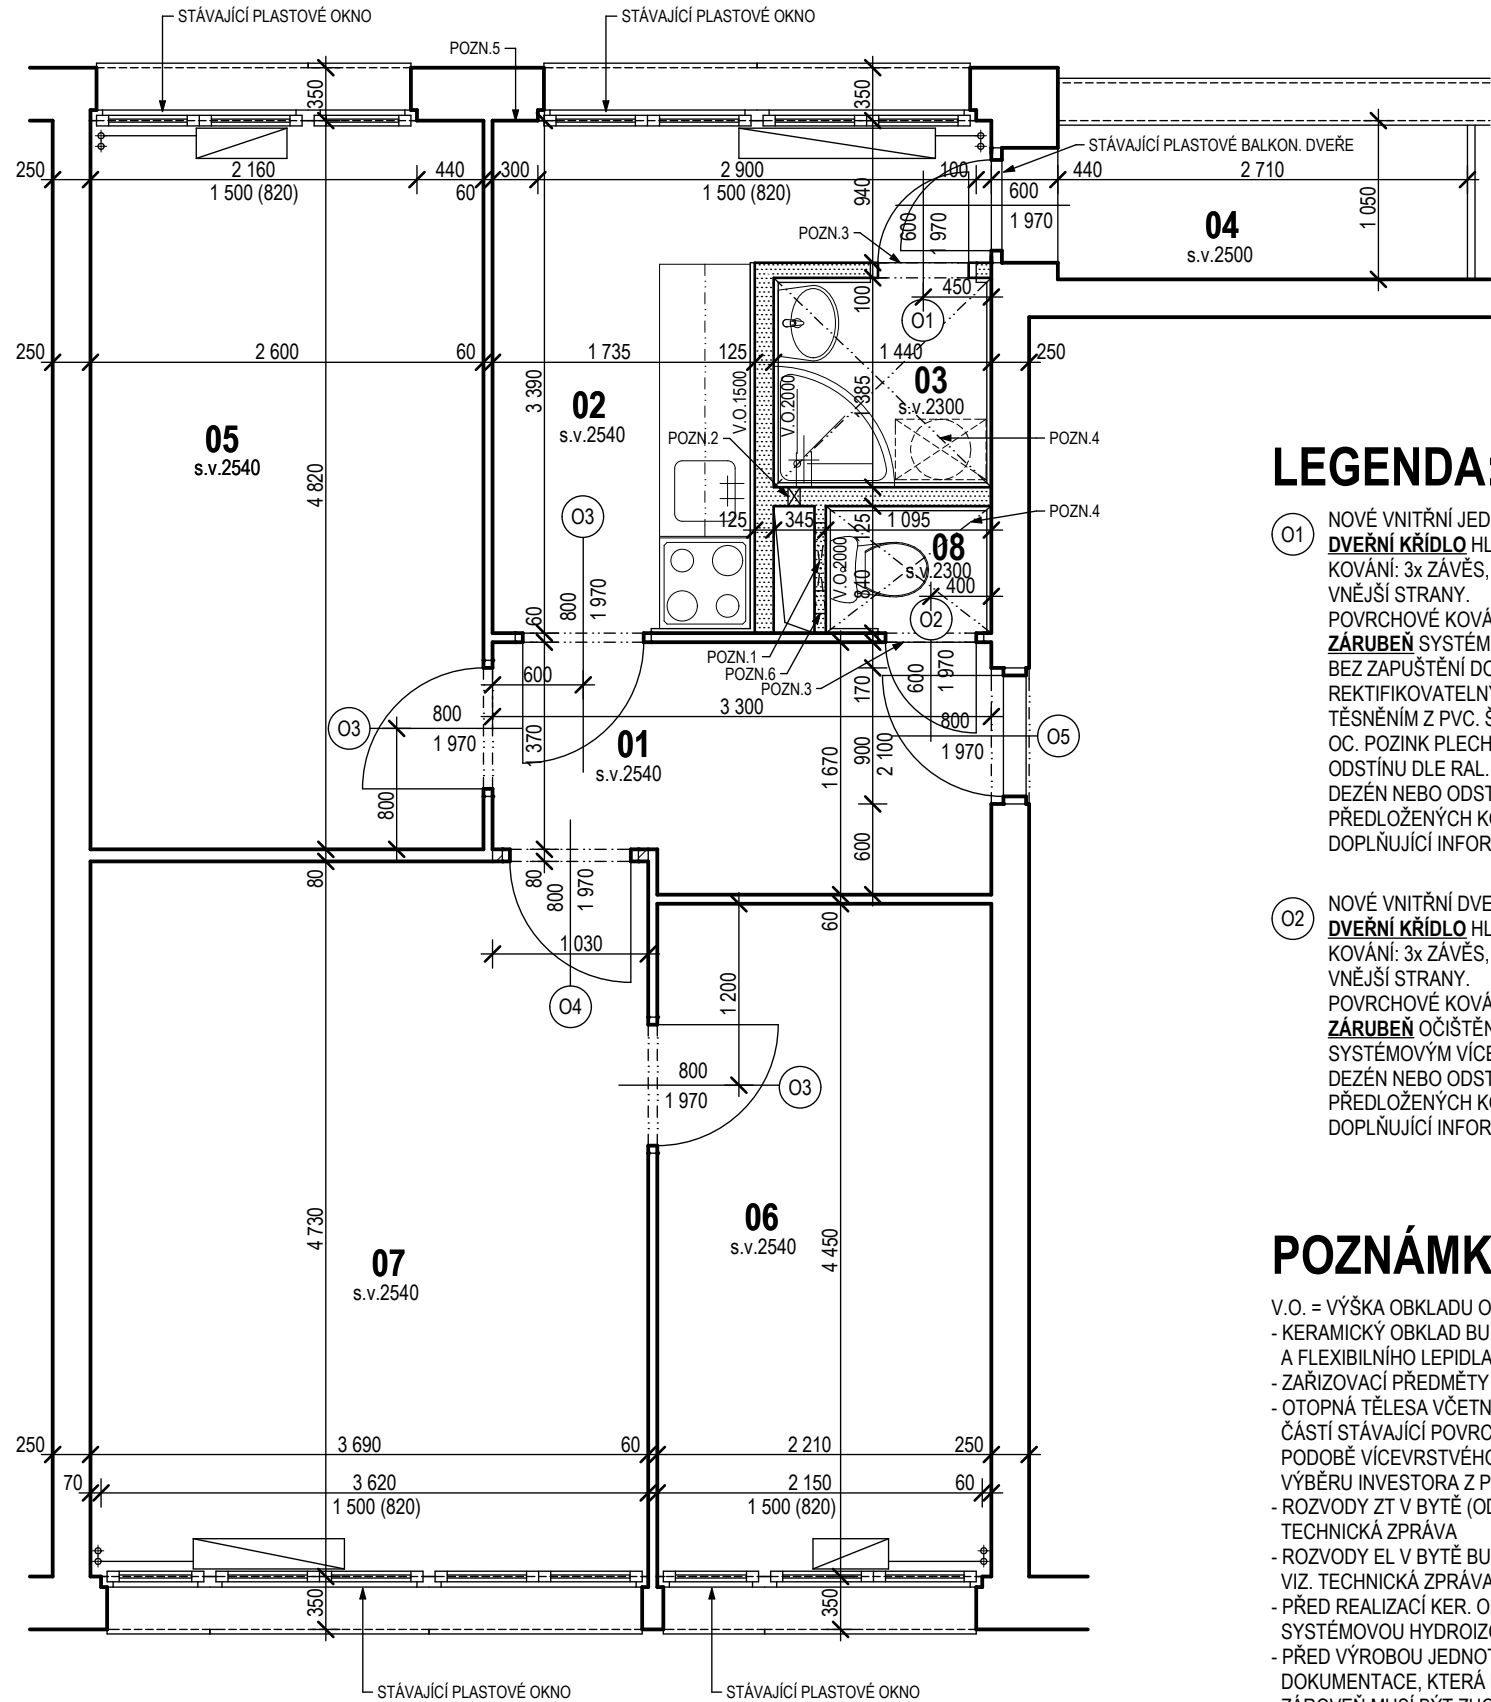 STÁVAJÍCÍ PLASTOVÉ OKNO
STÁVAJÍCÍ PLASTOVÉ OKNO
POZN.5
350
350
STÁVAJÍCÍ PLASTOVÉ BALKON. DVEŘE
250
2 160
440
300
2 900
100
440
2 710
1 500 (820)
60
1 500 (820)
940
600
1 970
600
1 970
1 050
04
s.v.2500
POZN.3
450
100
O1
250
2 600
60
1 735
125
1 440
250
3 390
V.O.1500
V.O.2000
1 385
03
s.v.2300
02
s.v.2540
05
s.v.2540
POZN.2
POZN.4
4 820
O3
125
345
125
1 095
POZN.4
08
s.v.2300
V.O.2000
840
400
O2
60
800
1 970
POZN.1
POZN.6
POZN.3
600
170
600
1 970
3 300
O3
800
1 970
800
1 370
01
s.v.2540
1 670
900
2 100
800
1 970
O5
600
80
80
800
1 970
60
1 030
O4
1 200
800
1 970
O3
4 730
07
s.v.2540
06
s.v.2540
4 450
250
3 690
60
2 210
250
70
3 620
2 150
60
1 500 (820)
1 500 (820)
350
350
STÁVAJÍCÍ PLASTOVÉ OKNO
STÁVAJÍCÍ PLASTOVÉ OKNO
LEGENDA:
O1
NOVÉ VNITŘNÍ JED
DVEŘNÍ KŘÍDLO HL
KOVÁNÍ: 3x ZÁVĚS,
VNĚJŠÍ STRANY.
POVRCHOVÉ KOVÁ
ZÁRUBEŇ SYSTÉM
BEZ ZAPUŠTĚNÍ DO
REKTIFIKOVATELN
TĚSNĚNÍM Z PVC. Š
OC. POZINK PLECH
ODSTÍNU DLE RAL.
DEZÉN NEBO ODST
PŘEDLOŽENÝCH K
DOPLŇUJÍCÍ INFOR
O2
NOVÉ VNITŘNÍ DVE
DVEŘNÍ KŘÍDLO HL
KOVÁNÍ: 3x ZÁVĚS,
VNĚJŠÍ STRANY.
POVRCHOVÉ KOVÁ
ZÁRUBEŇ OČIŠTĚN
SYSTÉMOVÝM VÍCE
DEZÉN NEBO ODST
PŘEDLOŽENÝCH K
DOPLŇUJÍCÍ INFOR
POZNÁMK
V.O. = VÝŠKA OBKLADU O
- KERAMICKÝ OBKLAD BU
A FLEXIBILNÍHO LEPIDLA
- ZAŘIZOVACÍ PŘEDMĚTY
- OTOPNÁ TĚLESA VČETN
ČÁSTÍ STÁVAJÍCÍ POVRC
PODOBĚ VÍCEVRSTVÉHO
VÝBĚRU INVESTORA Z P
- ROZVODY ZT V BYTĚ (OD
TECHNICKÁ ZPRÁVA
- ROZVODY EL V BYTĚ BU
VIZ. TECHNICKÁ ZPRÁVA
- PŘED REALIZACÍ KER. O
SYSTÉMOVOU HYDROIZO
- PŘED VÝROBOU JEDNOT
DOKUMENTACE, KTERÁ